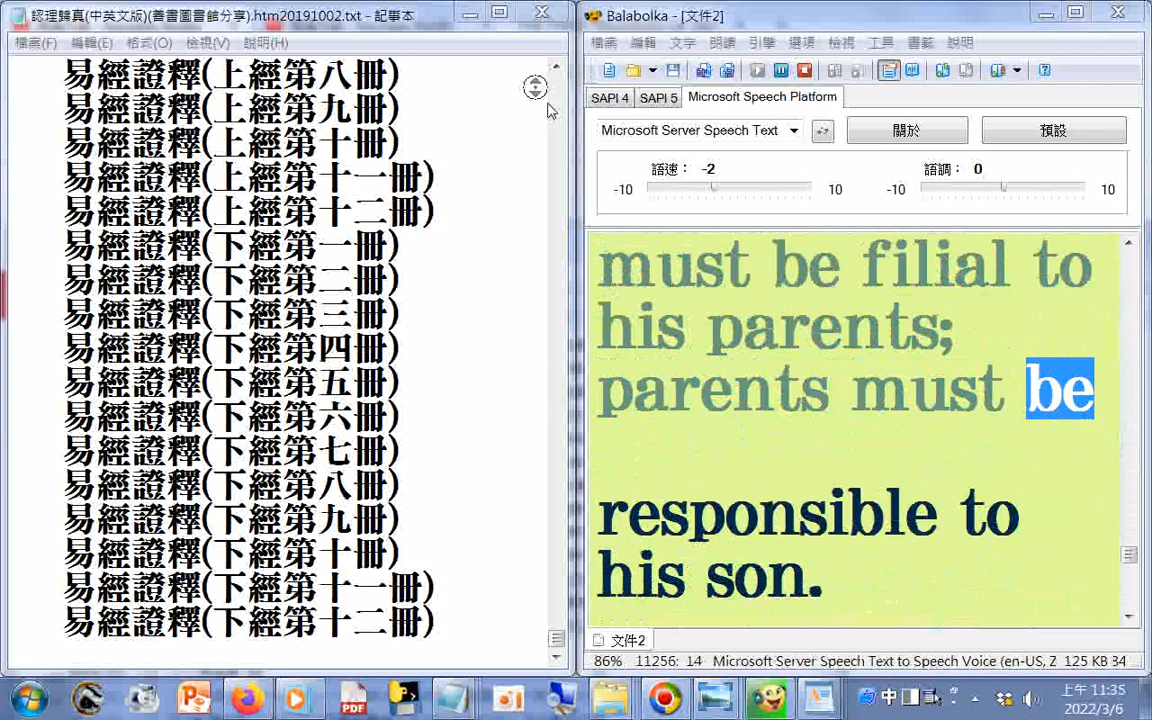 認理歸真(中英文版)(善書圖書館分享).htm20191002.txt - 記事本
檔案(F) 編輯(E) 格式(O) 檢視(V) 說明(H)
易經證釋(上經第八冊)
易經證釋(上經第九冊)
易經證釋(上經第十冊)
易經證釋(上經第十一冊)
易經證釋(上經第十二冊)
易經證釋(下經第一冊)
易經證釋(下經第二冊)
易經證釋(下經第三冊)
易經證釋(下經第四冊)
易經證釋(下經第五冊)
易經證釋(下經第六冊)
易經證釋(下經第七冊)
易經證釋(下經第八冊)
易經證釋(下經第九冊)
易經證釋(下經第十冊)
易經證釋(下經第十一冊)
易經證釋(下經第十二冊)
Balabolka - [文件2]
檔案 編輯 文字 朗讀 引擎 選項 檢視 工具 書籤 說明
SAPI 4 SAPI 5 Microsoft Speech Platform
Microsoft Server Speech Text 關於 預設
語速： -2 語調： 0
-10 10 -10 10
must be filial to
his parents;
parents must be
responsible to
his son.
文件2
86% 11256: 14 Microsoft Server Speech Text to Speech Voice (en-US, Z 125 KB 34
PDF 中 上午 11:35
2022/3/6